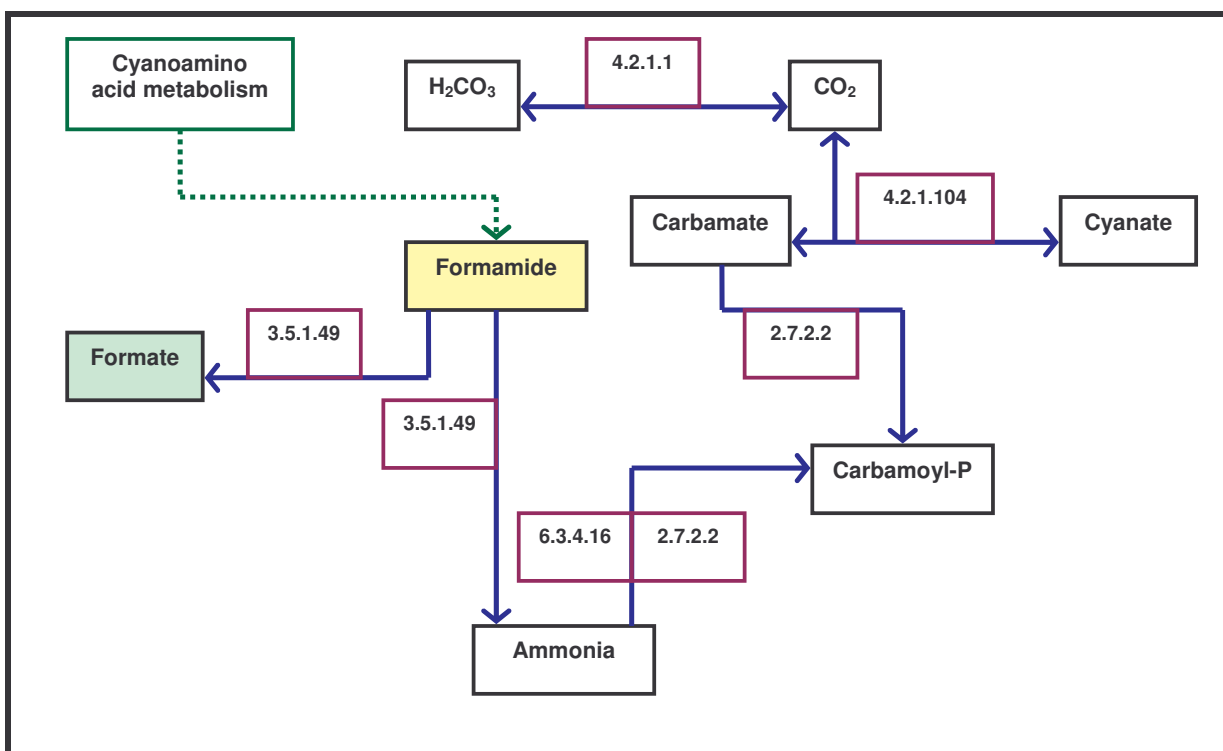 Cyanoamino
acid metabolism
H₂CO₃
4.2.1.1
CO₂
4.2.1.104
Carbamate
Cyanate
Formamide
3.5.1.49
2.7.2.2
Formate
3.5.1.49
Carbamoyl-P
6.3.4.16
2.7.2.2
Ammonia